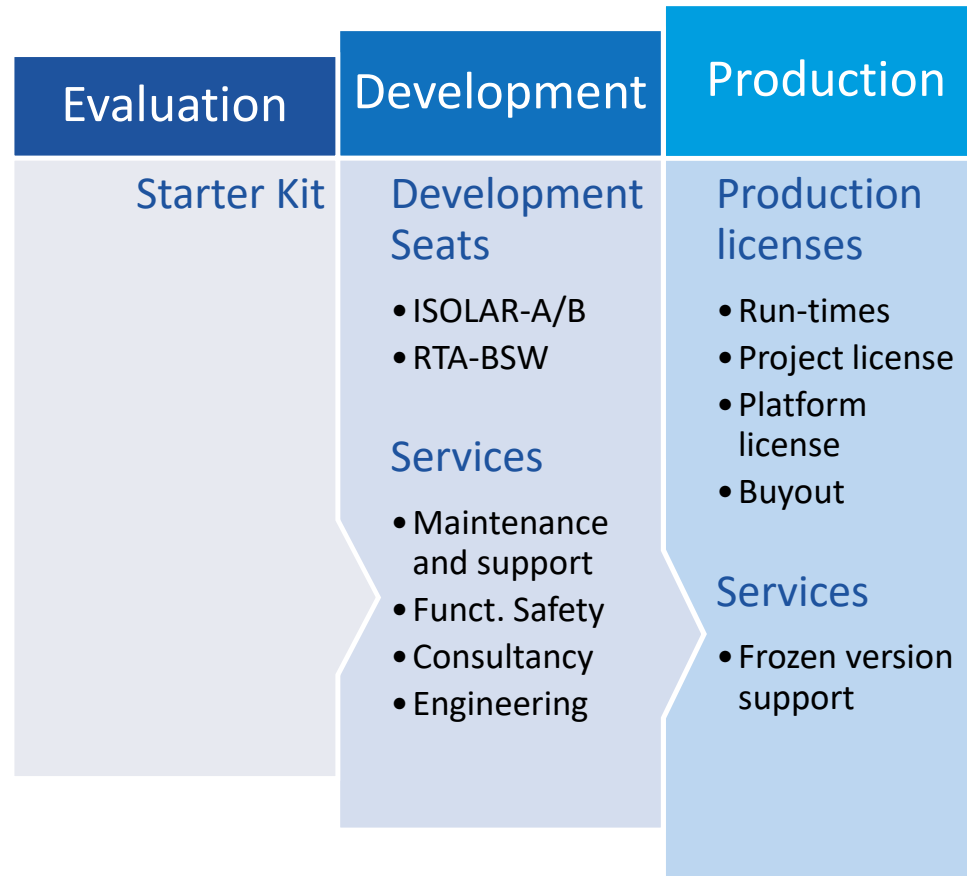 Evaluation
Starter Kit
Development
Development
Seats
• ISOLAR-A/B
• RTA-BSW
Services
• Maintenance
and support
• Funct. Safety
• Consultancy
• Engineering
Production
Production
licenses
• Run-times
• Project license
• Platform
license
• Buyout
Services
• Frozen version
support